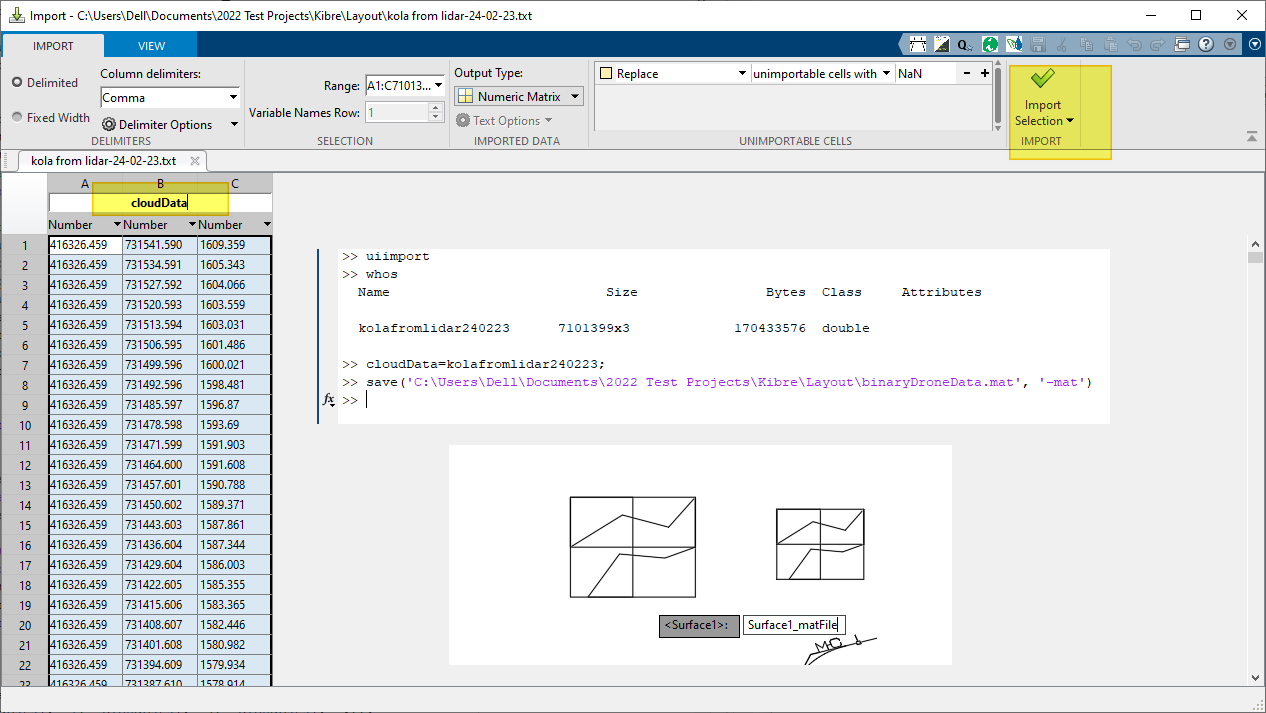 Import - C:\Users\Dell\Documents\2022 Test Projects\Kibre\Layout\kola from lidar-24-02-23.txt
IMPORT VIEW
Delimited
Fixed Width
Column delimiters:
Comma
Delimiter Options
DELIMITERS
Range: A1:C71013...
Variable Names Row: 1
SELECTION
Output Type:
Numeric Matrix
Text Options
IMPORTED DATA
Replace unimportable cells with NaN - +
UNIMPORTABLE CELLS
Import
Selection
IMPORT
kola from lidar-24-02-23.txt
A B C
cloudData
Number Number Number
1 416326.459 731541.590 1609.359
2 416326.459 731534.591 1605.343
3 416326.459 731527.592 1604.066
4 416326.459 731520.593 1603.559
5 416326.459 731513.594 1603.031
6 416326.459 731506.595 1601.486
7 416326.459 731499.596 1600.021
8 416326.459 731492.596 1598.481
9 416326.459 731485.597 1596.87
10 416326.459 731478.598 1593.69
11 416326.459 731471.599 1591.903
12 416326.459 731464.600 1591.608
13 416326.459 731457.601 1590.788
14 416326.459 731450.602 1589.371
15 416326.459 731443.603 1587.861
16 416326.459 731436.604 1587.344
17 416326.459 731429.604 1586.003
18 416326.459 731422.605 1585.355
19 416326.459 731415.606 1583.365
20 416326.459 731408.607 1582.446
21 416326.459 731401.608 1580.982
22 416326.459 731394.609 1579.934
23 416326.459 731387.610 1578.914
>> uiimport
>> whos
Name Size Bytes Class Attributes
kolafromlidar240223 7101399x3 170433576 double
>> cloudData=kolafromlidar240223;
>> save('C:\Users\Dell\Documents\2022 Test Projects\Kibre\Layout\binaryDroneData.mat', '-mat')
fx >>
<Surface1>: Surface1_matFile